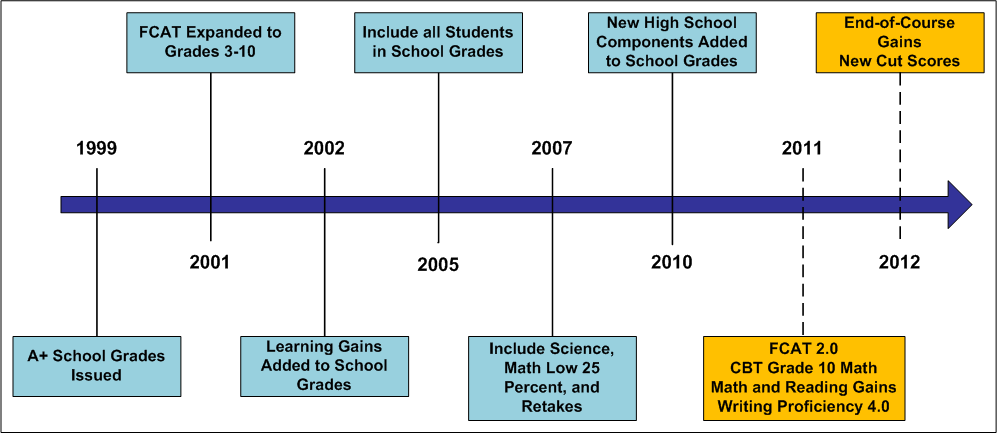 FCAT Expanded to
Grades 3-10
Include all Students
in School Grades
New High School
Components Added
to School Grades
End-of-Course
Gains
New Cut Scores
1999
2002
2007
2011
2001
2005
2010
2012
A+ School Grades
Issued
Learning Gains
Added to School
Grades
Include Science,
Math Low 25
Percent, and
Retakes
FCAT 2.0
CBT Grade 10 Math
Math and Reading Gains
Writing Proficiency 4.0